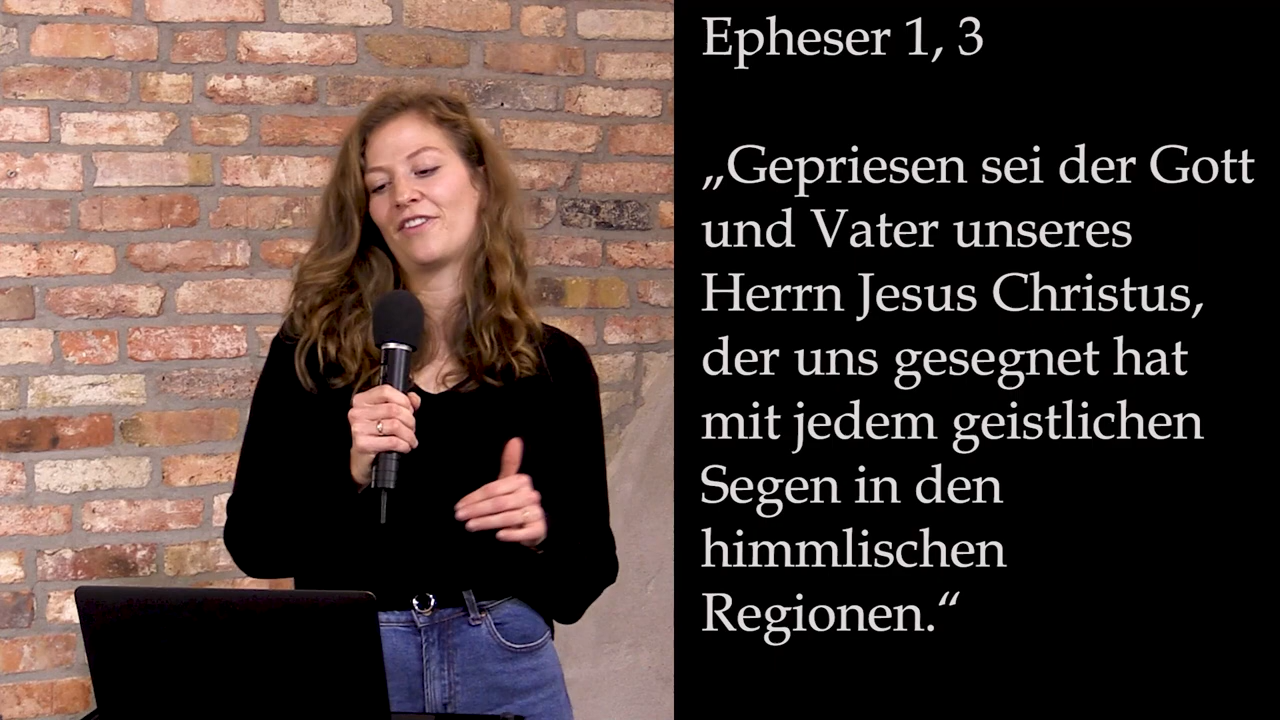 Epheser 1, 3
„Gepriesen sei der Gott
und Vater unseres
Herrn Jesus Christus,
der uns gesegnet hat
mit jedem geistlichen
Segen in den
himmlischen
Regionen.“